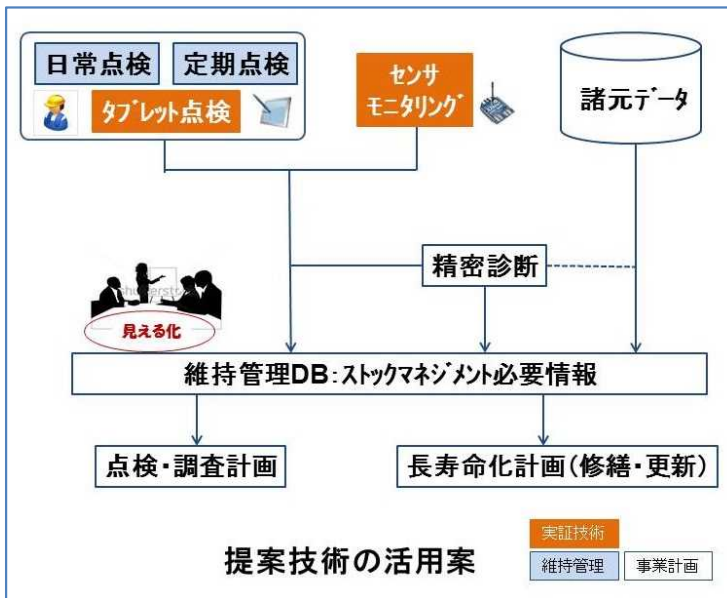 日常点検
定期点検
タブレット点検
センサ
モニタリング
諸元データ
精密診断
shutterst
見える化
維持管理DB:ストックマネジメント必要情報
点検・調査計画
長寿命化計画(修繕・更新)
提案技術の活用案
実証技術
維持管理
事業計画